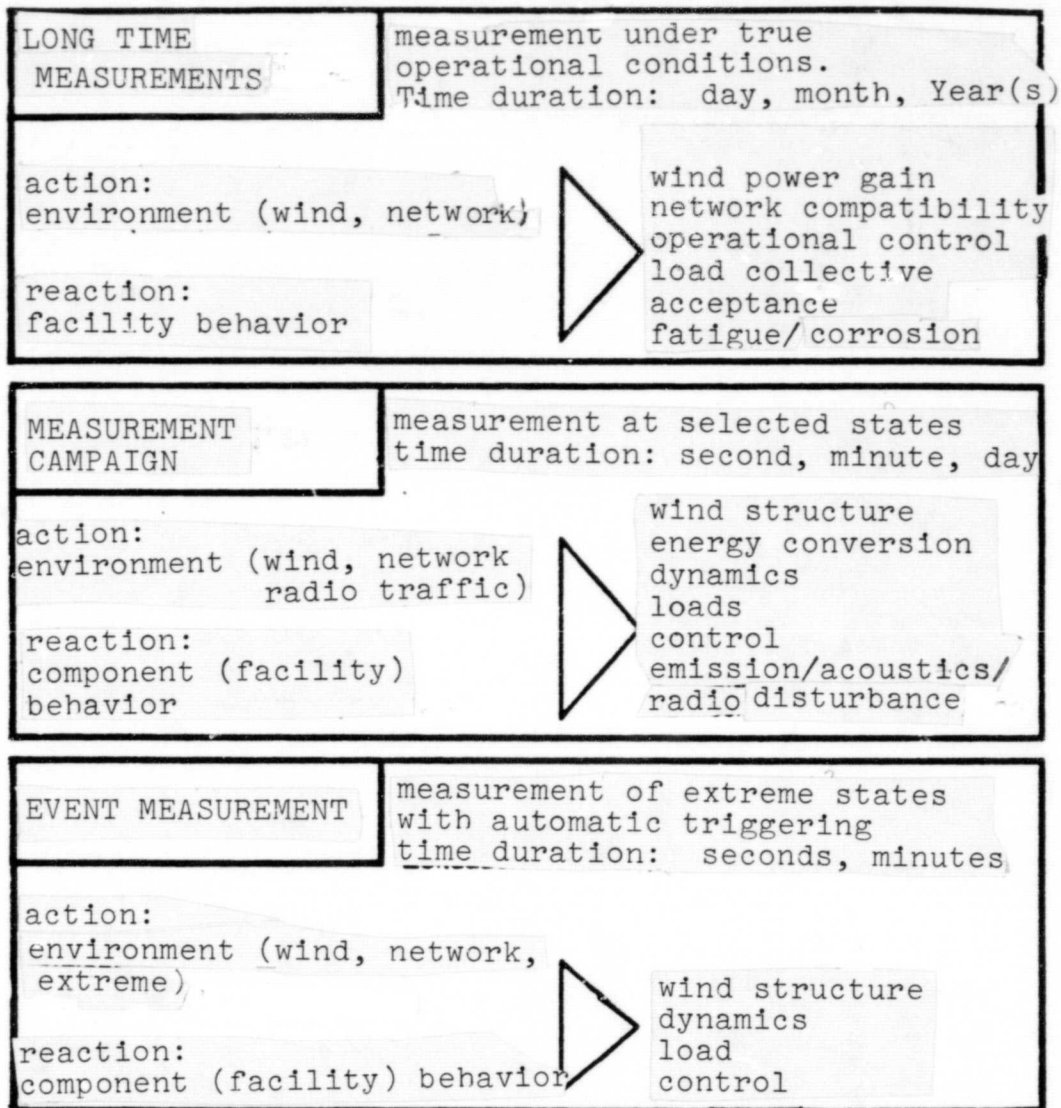 LONG TIME
MEASUREMENTS
measurement under true
operational conditions.
Time duration: day, month, Year(s)
action:
environment (wind, network)
reaction:
facility behavior
wind power gain
network compatibility
operational control
load collective
acceptance
fatigue/corrosion
MEASUREMENT
CAMPAIGN
measurement at selected states
time duration: second, minute, day
action:
environment (wind, network
radio traffic)
reaction:
component (facility)
behavior
wind structure
energy conversion
dynamics
loads
control
emission/acoustics/
radio disturbance
EVENT MEASUREMENT
measurement of extreme states
with automatic triggering
time duration: seconds, minutes
action:
environment (wind, network,
extreme)
reaction:
component (facility) behavior
wind structure
dynamics
load
control